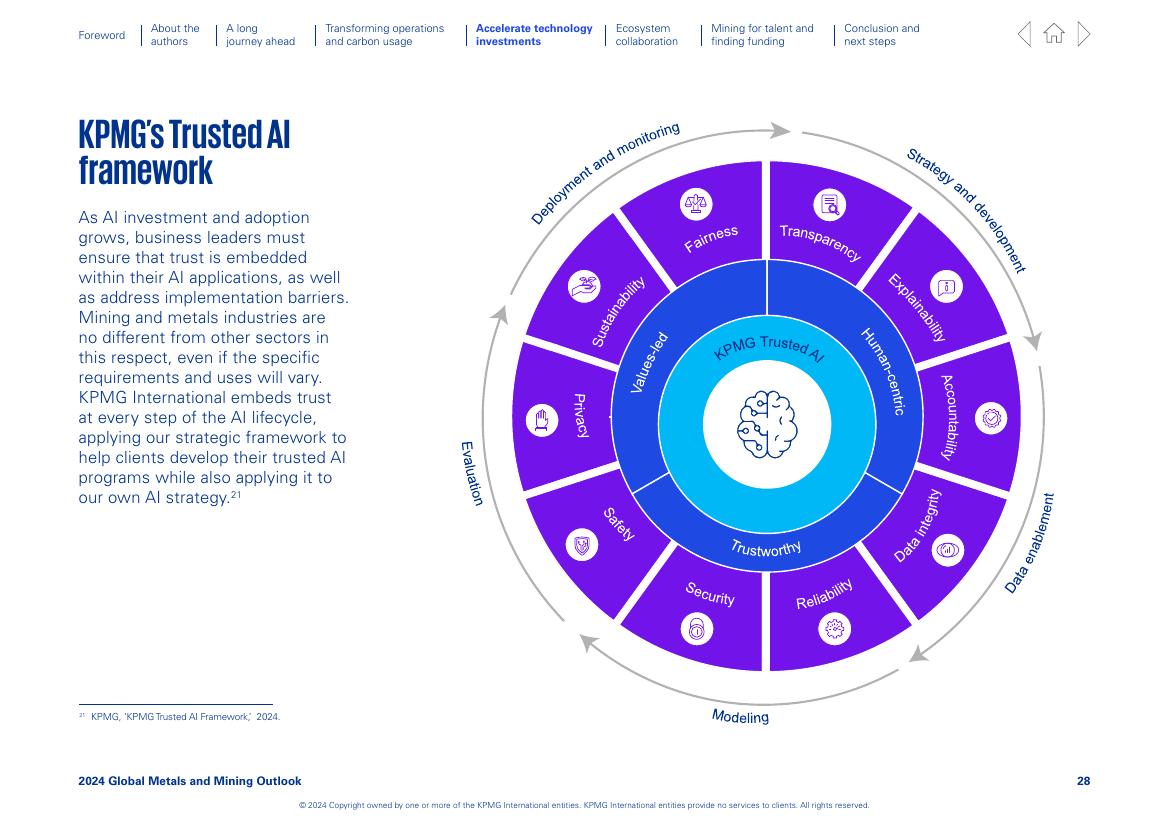 Foreword
About the
authors
A long
journey ahead
Transforming operations
and carbon usage
Accelerate technology
investments
Ecosystem
collaboration
Mining for talent and
finding funding
Conclusion and
next steps
KPMG's Trusted AI
framework
As AI investment and adoption
grows, business leaders must
ensure that trust is embedded
within their AI applications, as well
as address implementation barriers.
Mining and metals industries are
no different from other sectors in
this respect, even if the specific
requirements and uses will vary.
KPMG International embeds trust
at every step of the AI lifecycle,
applying our strategic framework to
help clients develop their trusted AI
programs while also applying it to
our own AI strategy.21
Deployment and monitoring
Strategy and development
Data enablement
Modeling
Evaluation
Fairness
Transparency
Explainability
Accountability
Data integrity
Reliability
Security
Safety
Privacy
Sustainability
Values-led
Human-centric
Trustworthy
KPMG Trusted AI
21 KPMG, 'KPMG Trusted AI Framework,' 2024.
2024 Global Metals and Mining Outlook
28
© 2024 Copyright owned by one or more of the KPMG International entities. KPMG International entities provide no services to clients. All rights reserved.